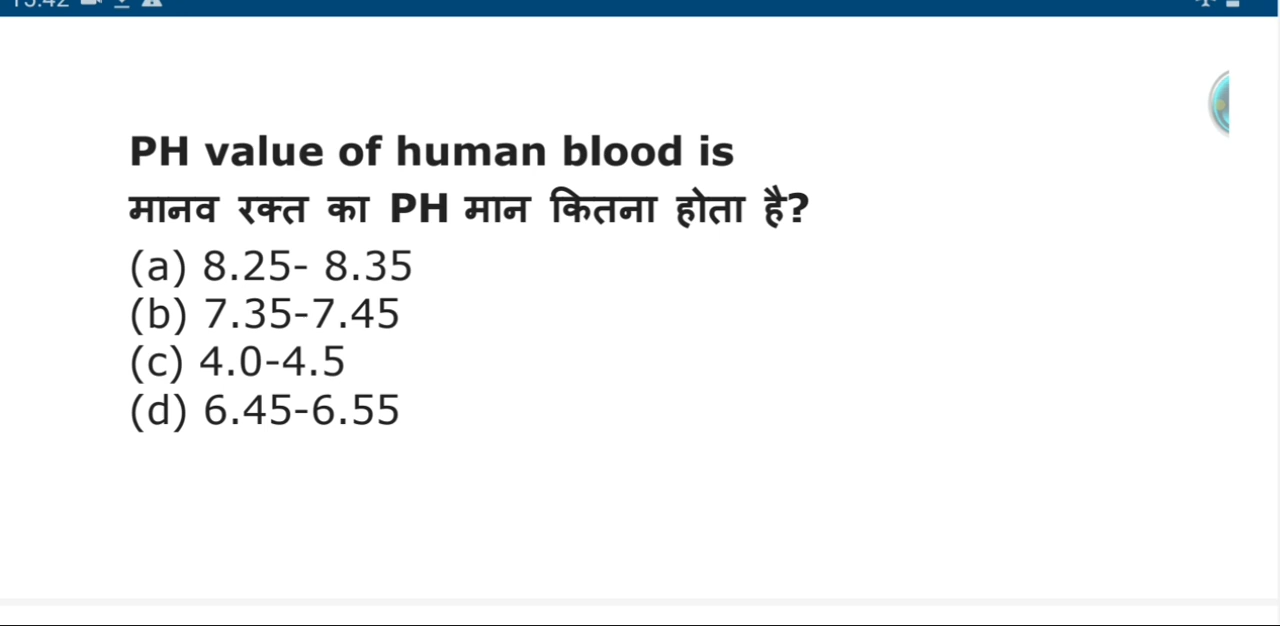 PH value of human blood is
मानव रक्त का PH मान कितना होता है?
(a) 8.25- 8.35
(b) 7.35-7.45
(c) 4.0-4.5
(d) 6.45-6.55